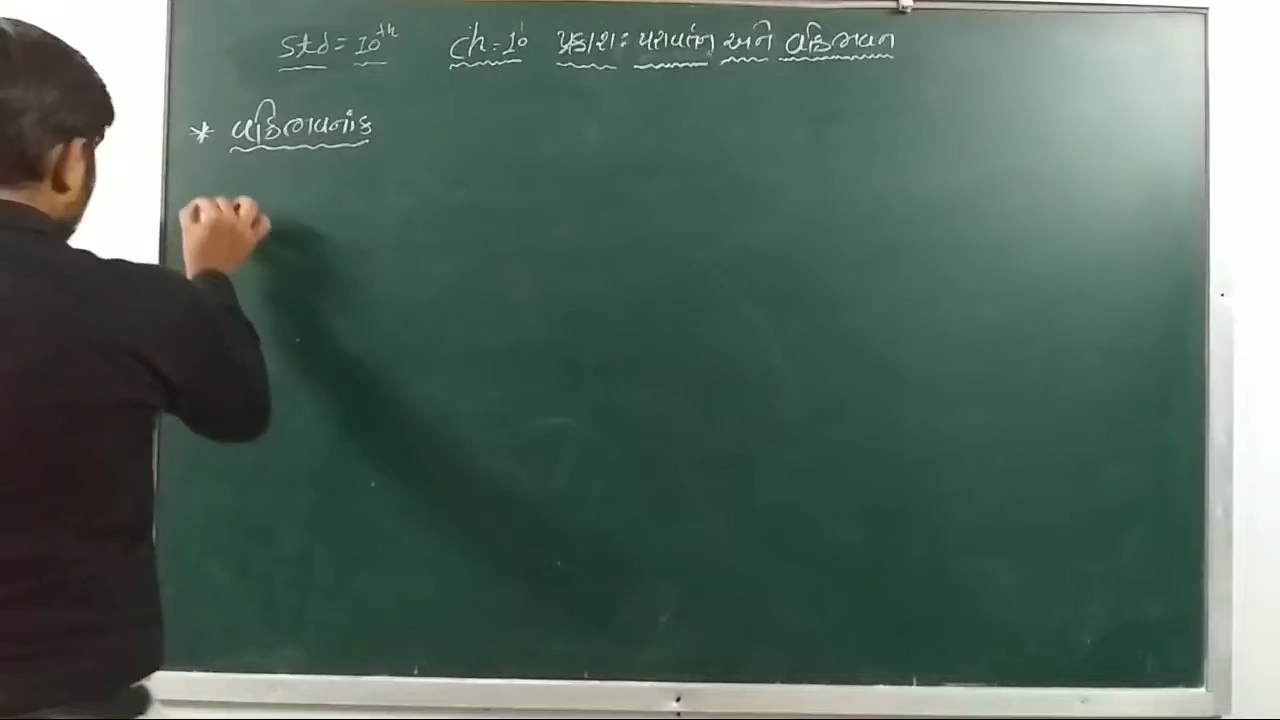 Std = 10th Ch-10 પ્રકાશ : પરાવર્તન અને વક્રિભવન
* વક્રિભવનાંક